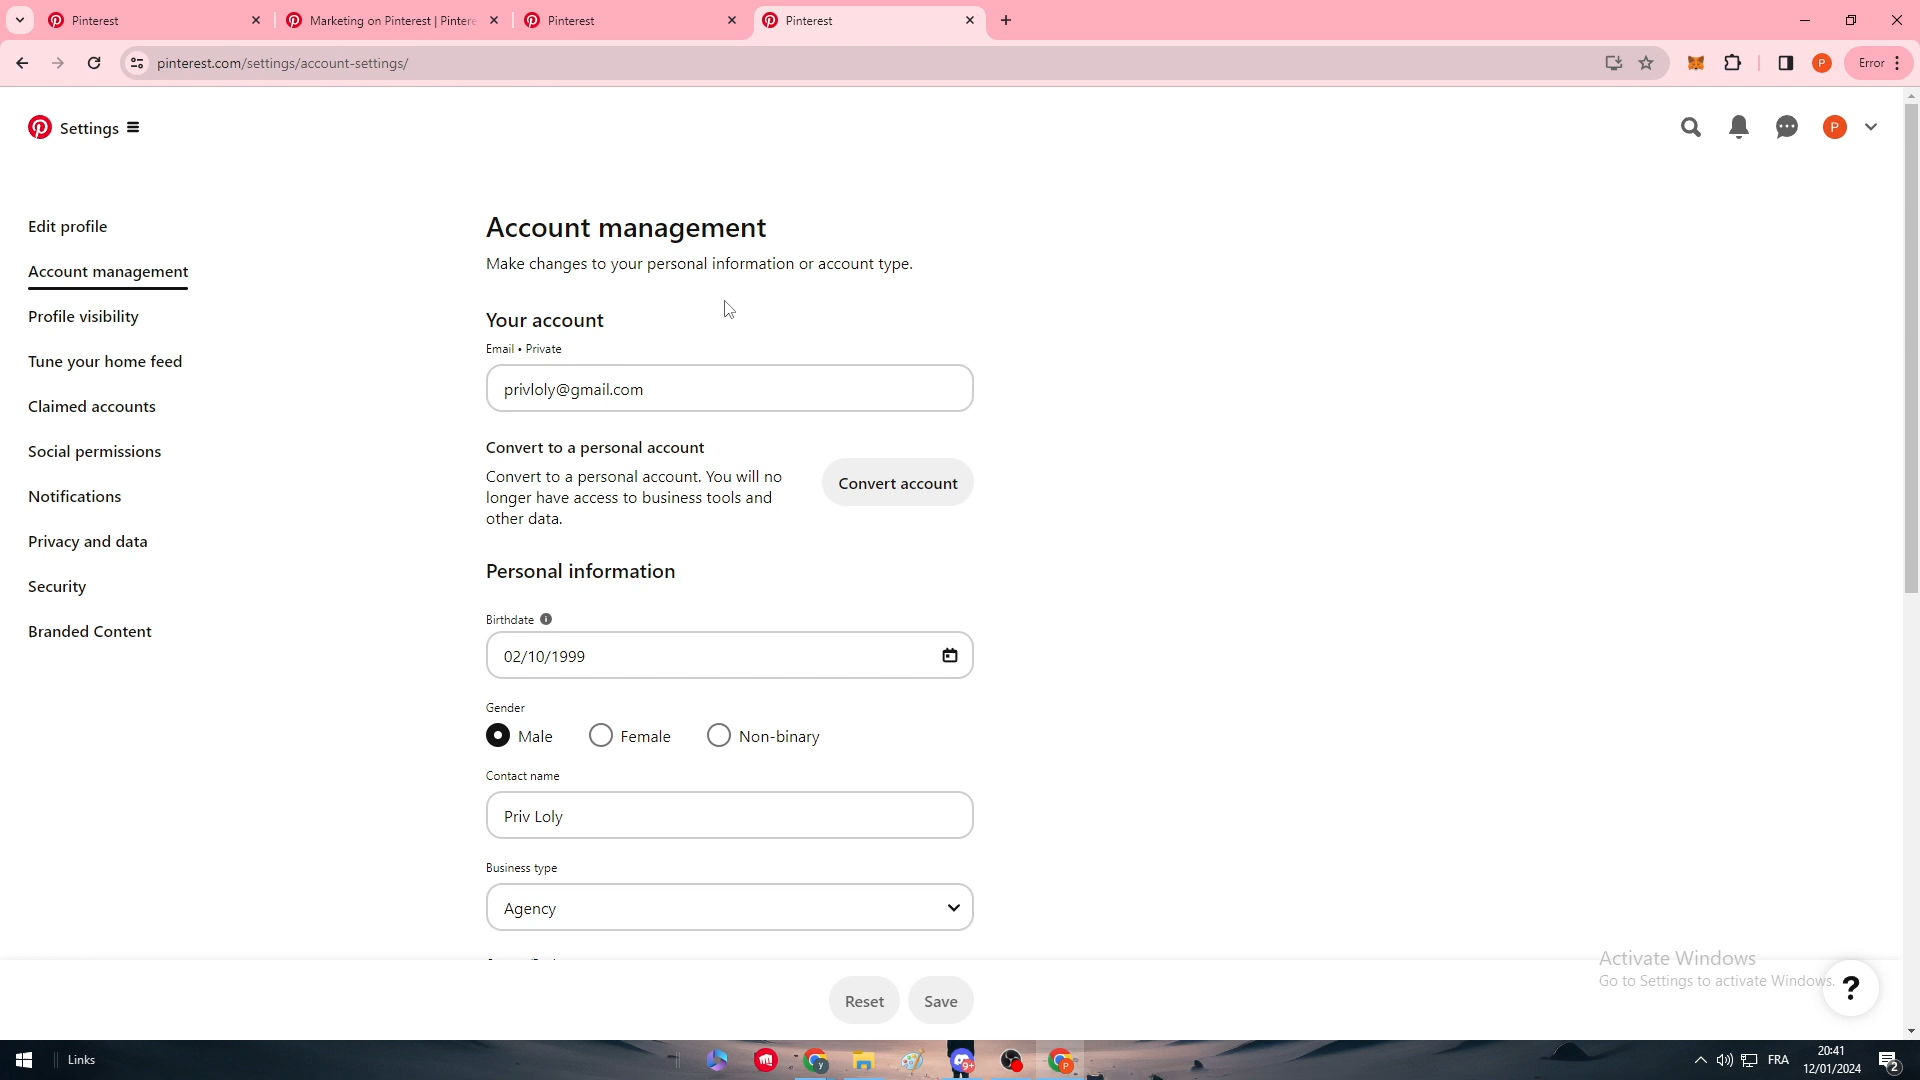 Pinterest
Marketing on Pinterest | Pintere
Pinterest
Pinterest
pinterest.com/settings/account-settings/
P
Error
Settings
P
Edit profile
Account management
Profile visibility
Tune your home feed
Claimed accounts
Social permissions
Notifications
Privacy and data
Security
Branded Content
Account management
Make changes to your personal information or account type.
Your account
Email • Private
privloly@gmail.com
Convert to a personal account
Convert to a personal account. You will no
longer have access to business tools and
other data.
Convert account
Personal information
Birthdate
02/10/1999
Gender
Male
Female
Non-binary
Contact name
Priv Loly
Business type
Agency
Reset
Save
Activate Windows
Go to Settings to activate Windows.
?
Links
9+
FRA
20:41
12/01/2024
2